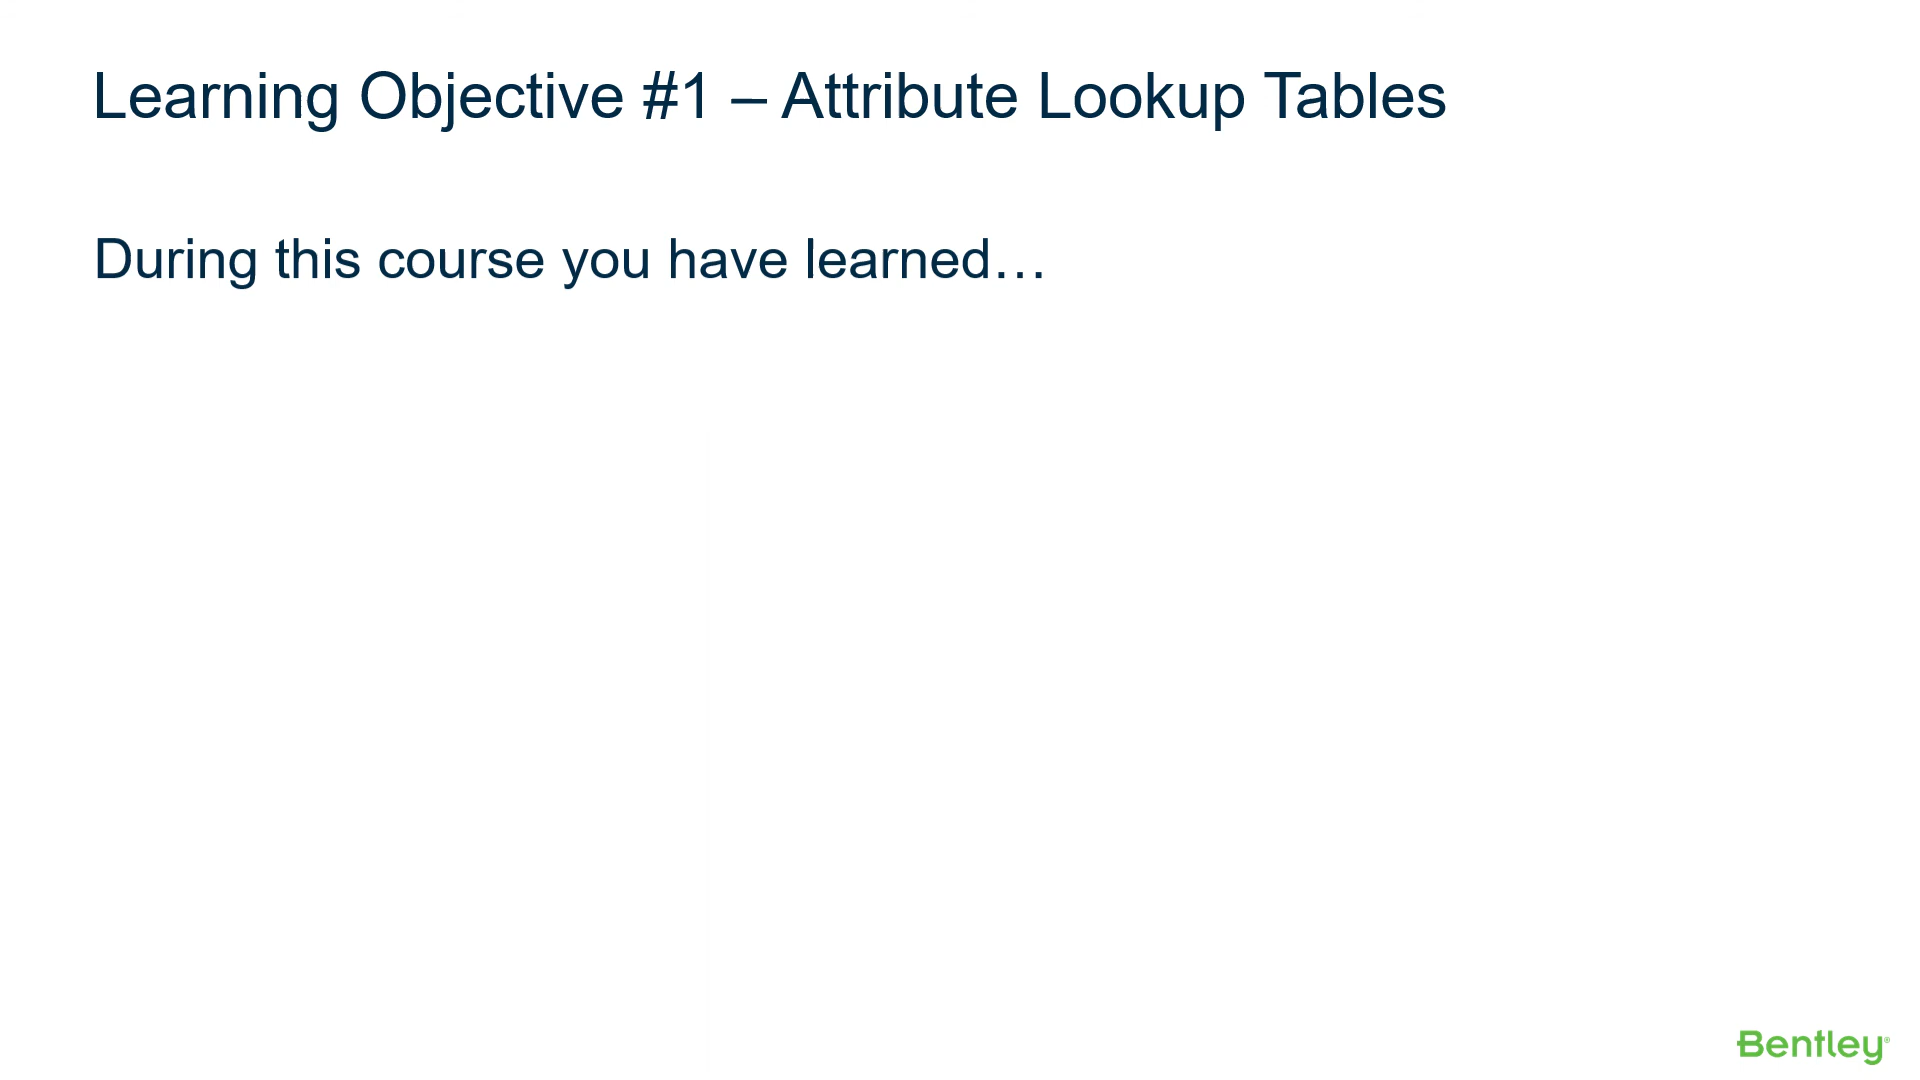 Learning Objective #1 – Attribute Lookup Tables
During this course you have learned…
Bentley®